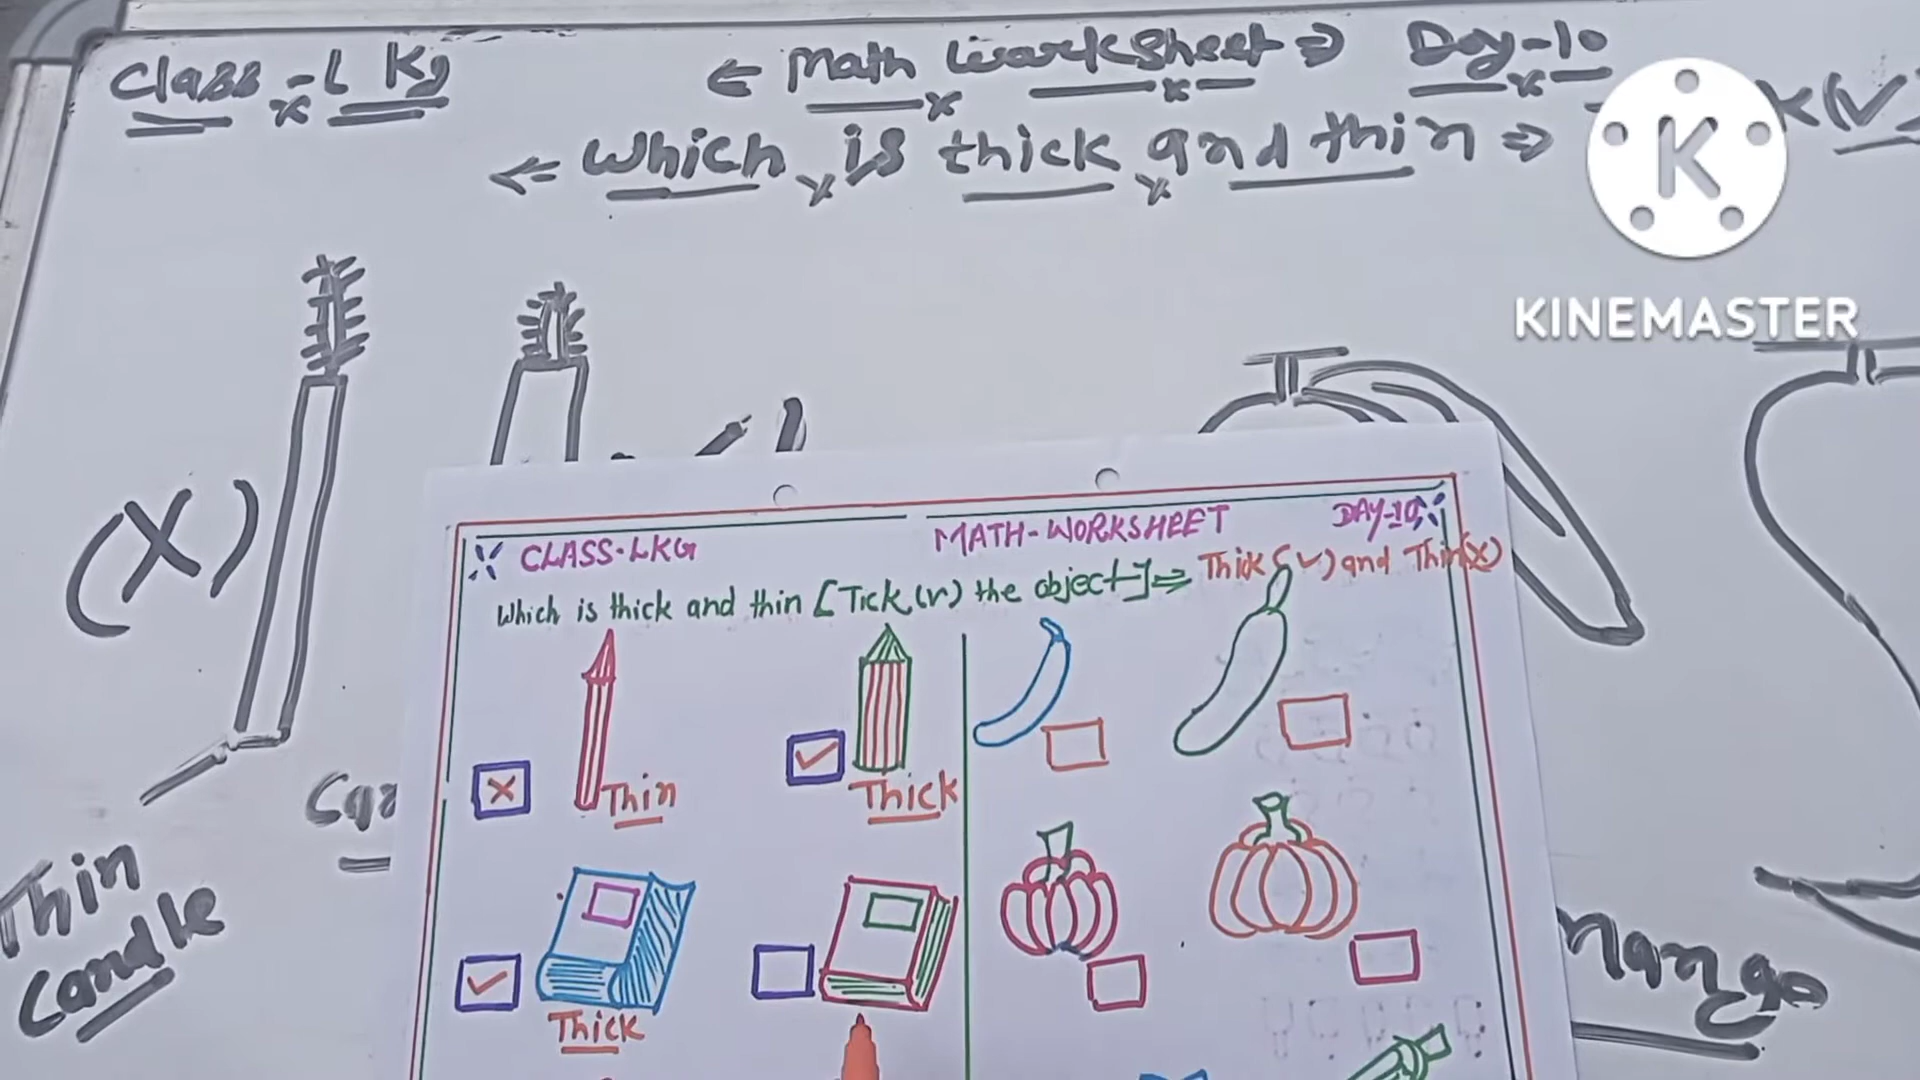 Class-LKg
← Math Worksheet ⇒ Day-10
← Which is thick and thin ⇒
K(✓
K
KINEMASTER
(X)
Thin
Candle
mango
CLASS-LKG MATH-WORKSHEET DAY-10
Which is thick and thin [Tick(✓) the object] ⇒ Thick(✓) and Thin(x)
Thin
Thick
Thick